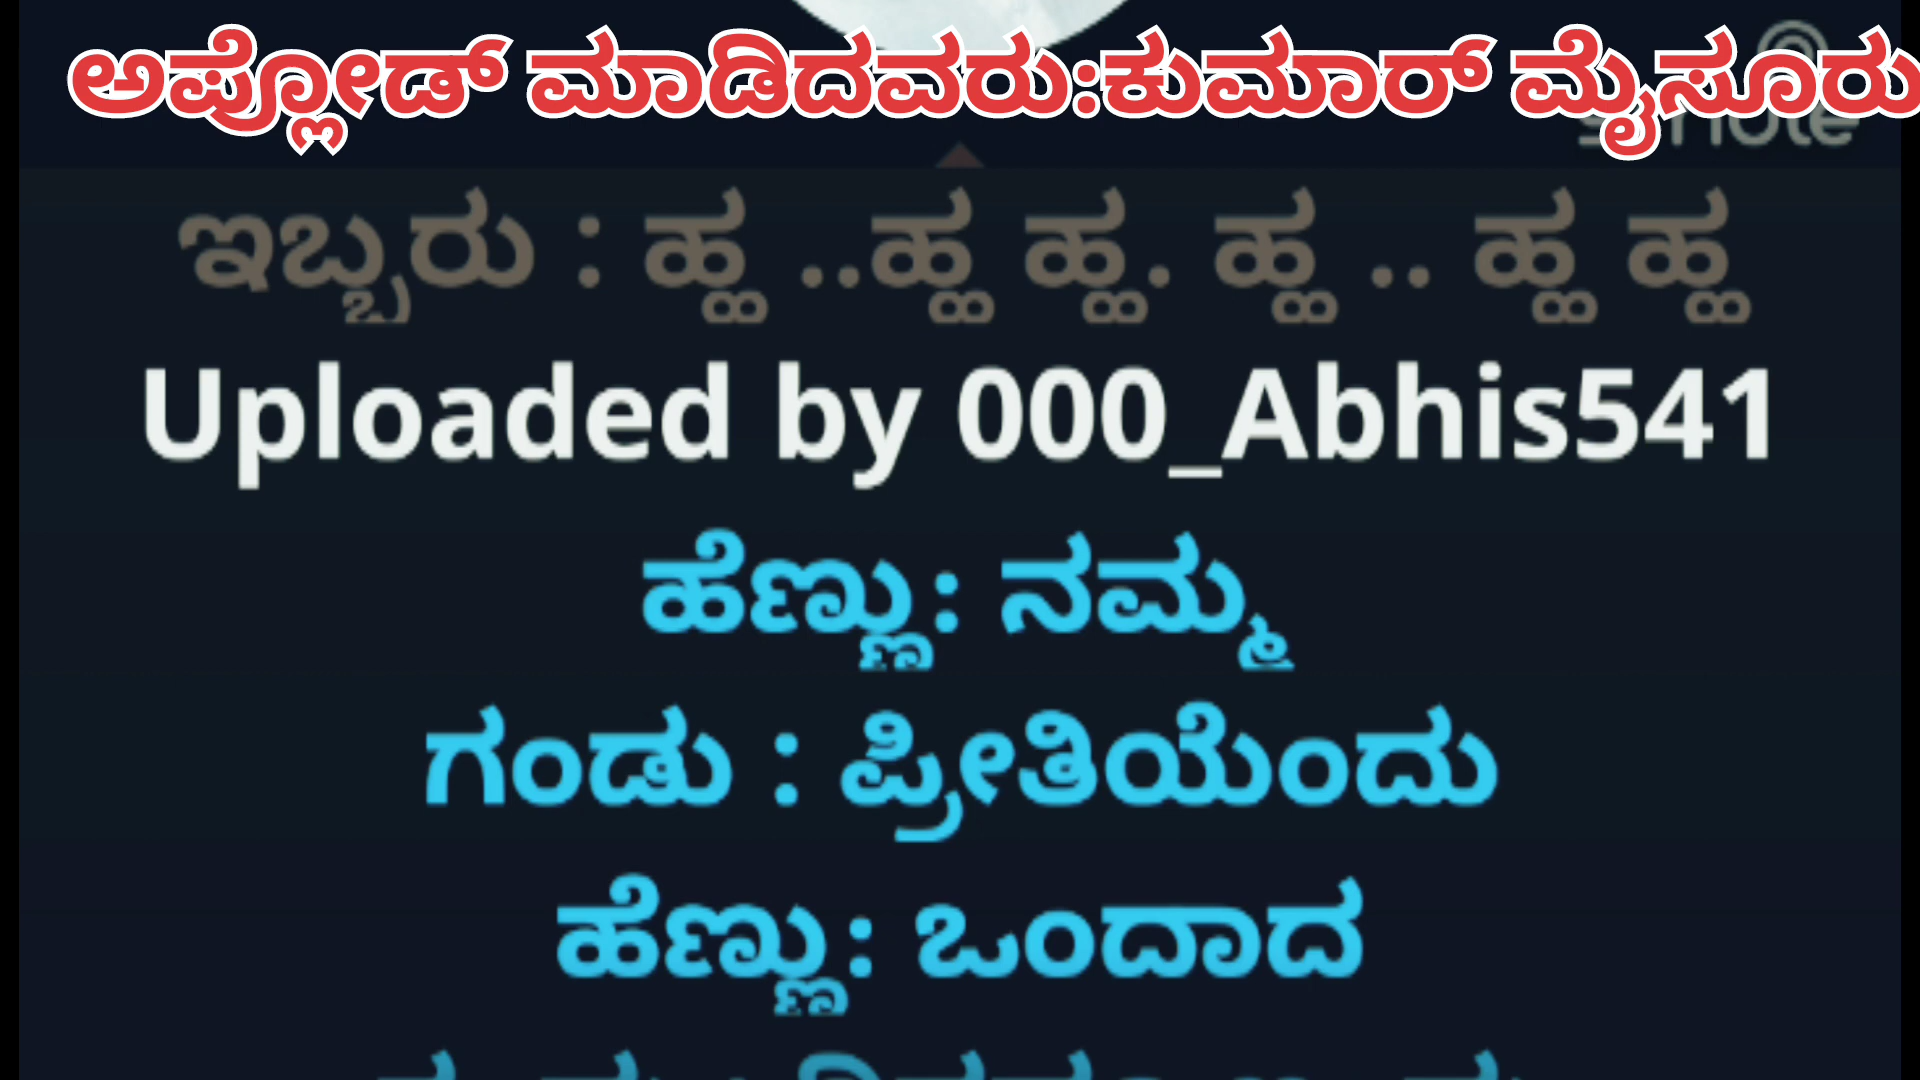 ಅಪ್ಲೋಡ್ ಮಾಡಿದವರು:ಕುಮಾರ್ ಮೈಸೂರು
ಇಬ್ಬರು : ಹ್ಹ ..ಹ್ಹ ಹ್ಹ. ಹ್ಹ .. ಹ್ಹ ಹ್ಹ
Uploaded by 000_Abhis541
ಹೆಣ್ಣು: ನಮ್ಮ
ಗಂಡು : ಪ್ರೀತಿಯೆಂದು
ಹೆಣ್ಣು: ಒಂದಾದ